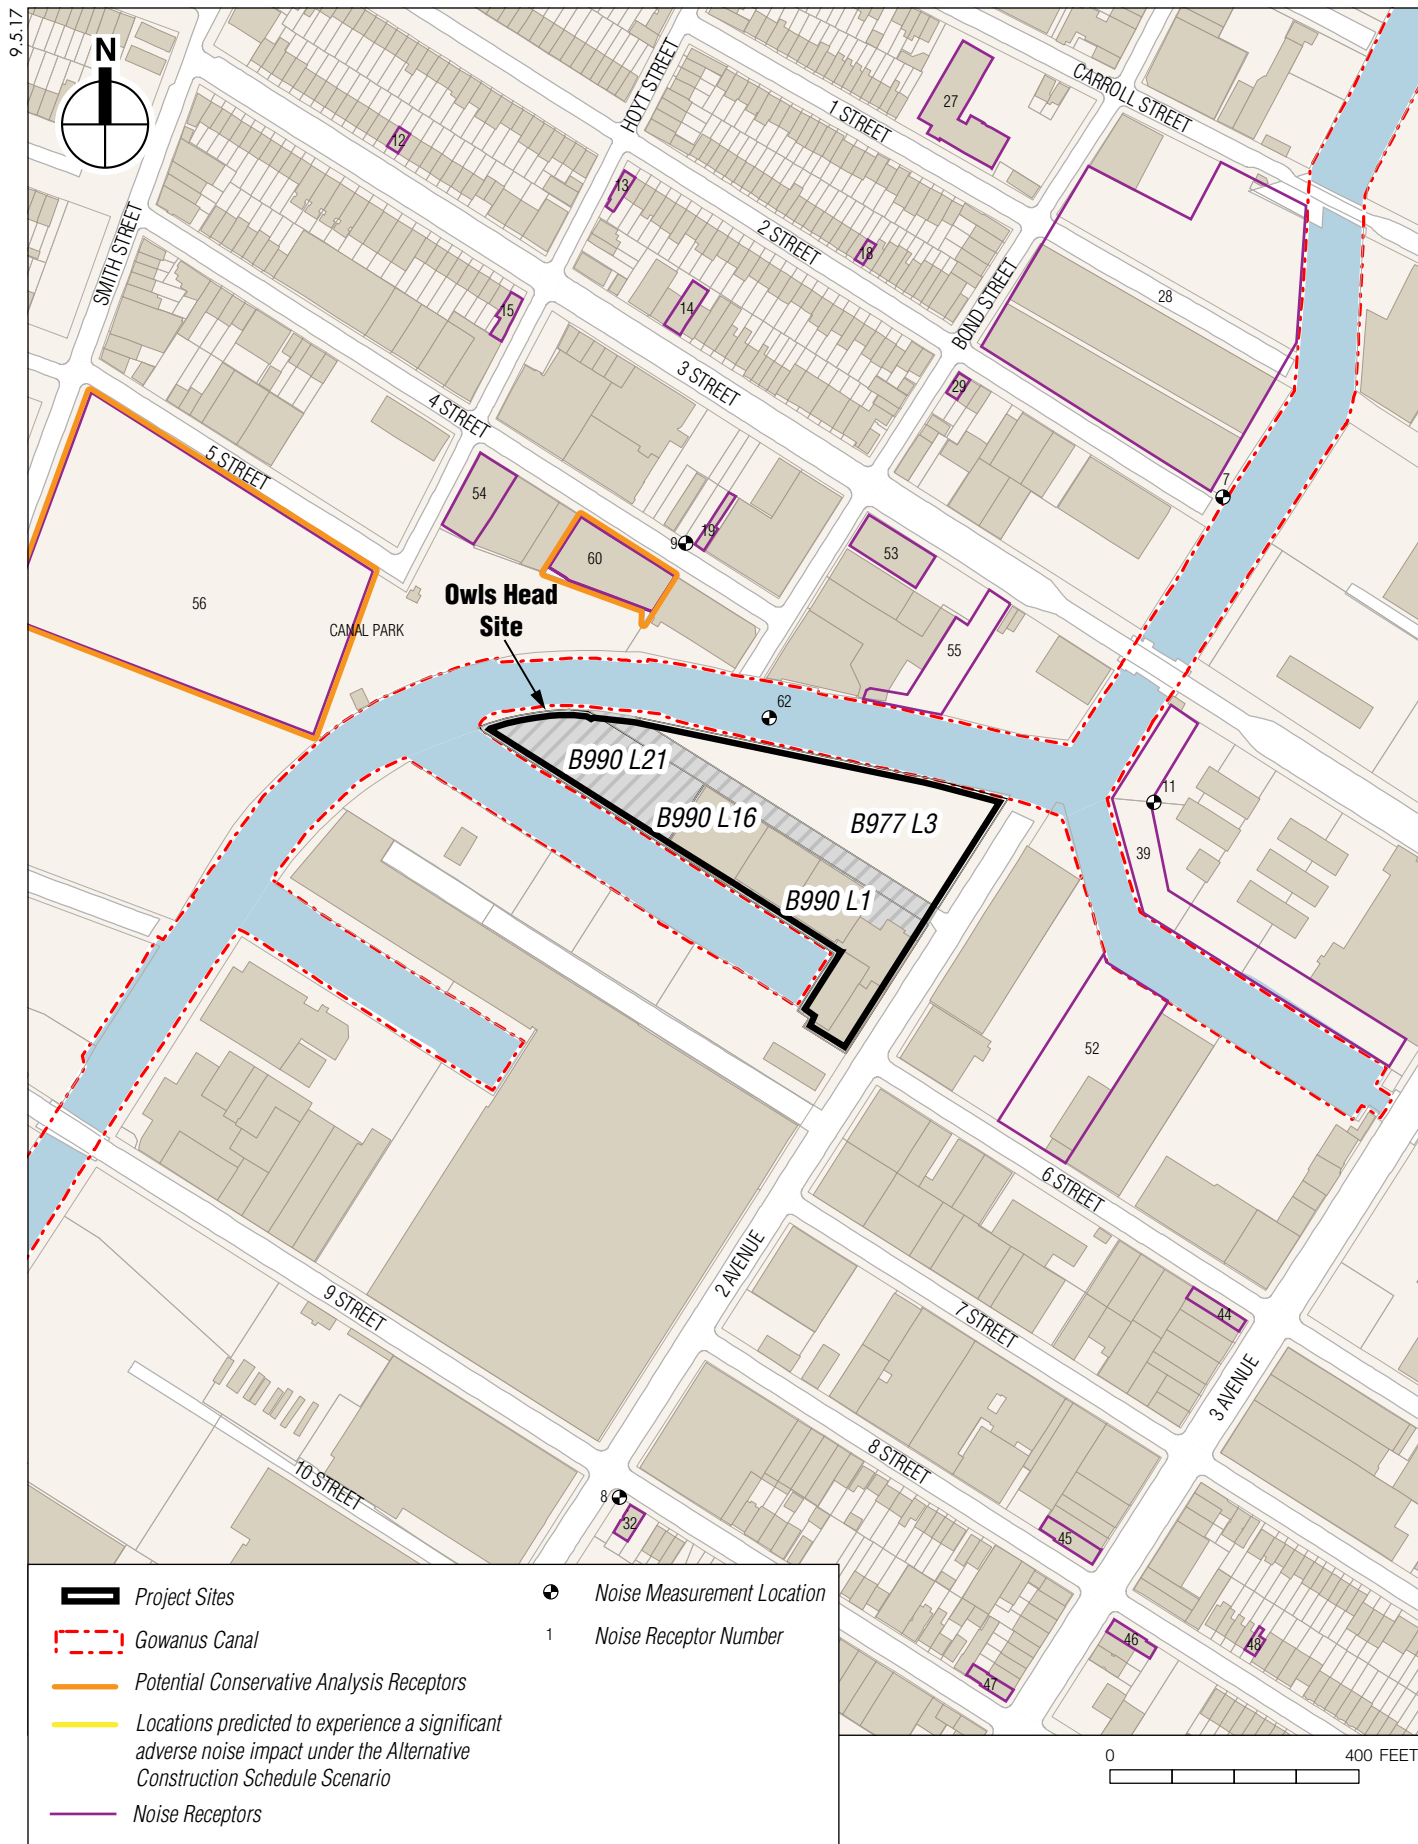 9.5.17
N
CARROLL STREET
HOYT STREET
1 STREET
27
12
13
2 STREET
18
SMITH STREET
15
14
BOND STREET
28
3 STREET
29
4 STREET
5 STREET
54
7
19
9
60
53
56
CANAL PARK
Owls Head
Site
55
62
11
B990 L21
B990 L16
B977 L3
39
B990 L1
52
6 STREET
2 AVENUE
9 STREET
7 STREET
44
3 AVENUE
8 STREET
10 STREET
8
32
45
46
48
47
Project Sites
Gowanus Canal
Potential Conservative Analysis Receptors
Locations predicted to experience a significant
adverse noise impact under the Alternative
Construction Schedule Scenario
Noise Receptors
Noise Measurement Location
1 Noise Receptor Number
0 400 FEET